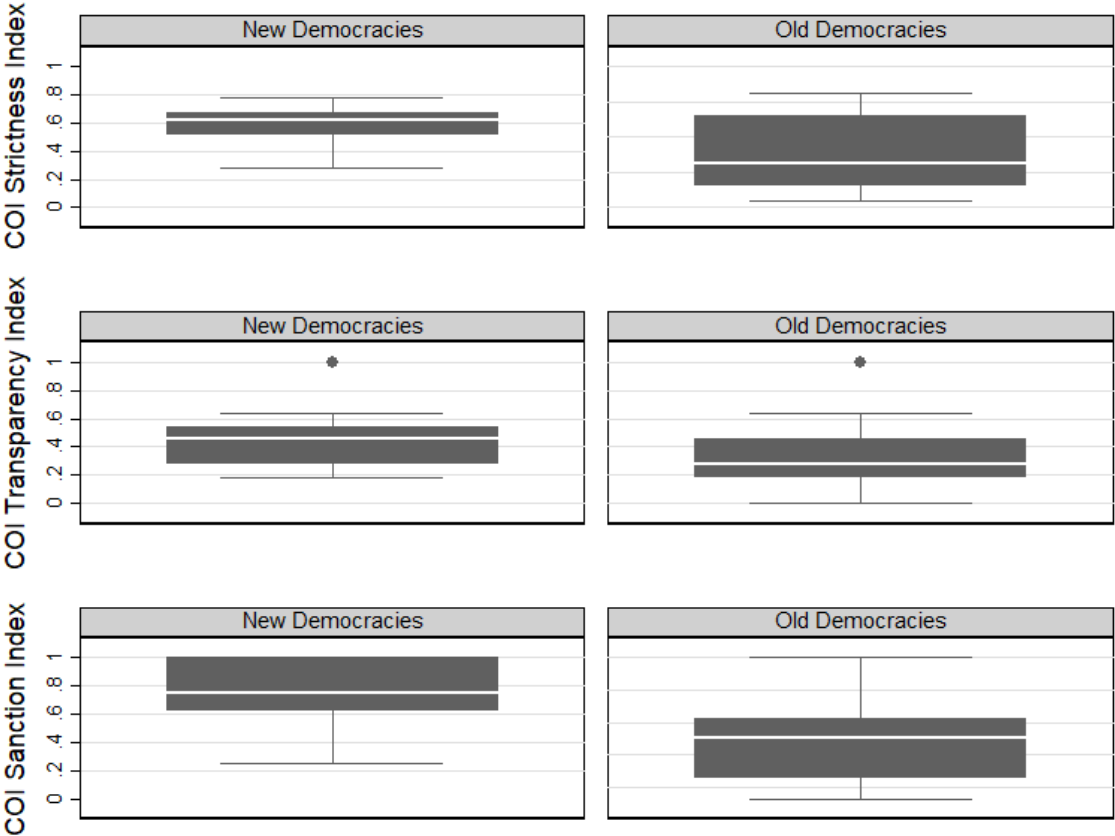 COI Strictness Index
New Democracies
Old Democracies
1
.8
.6
.4
.2
0
COI Transparency Index
New Democracies
Old Democracies
1
.8
.6
.4
.2
0
COI Sanction Index
New Democracies
Old Democracies
1
.8
.6
.4
.2
0